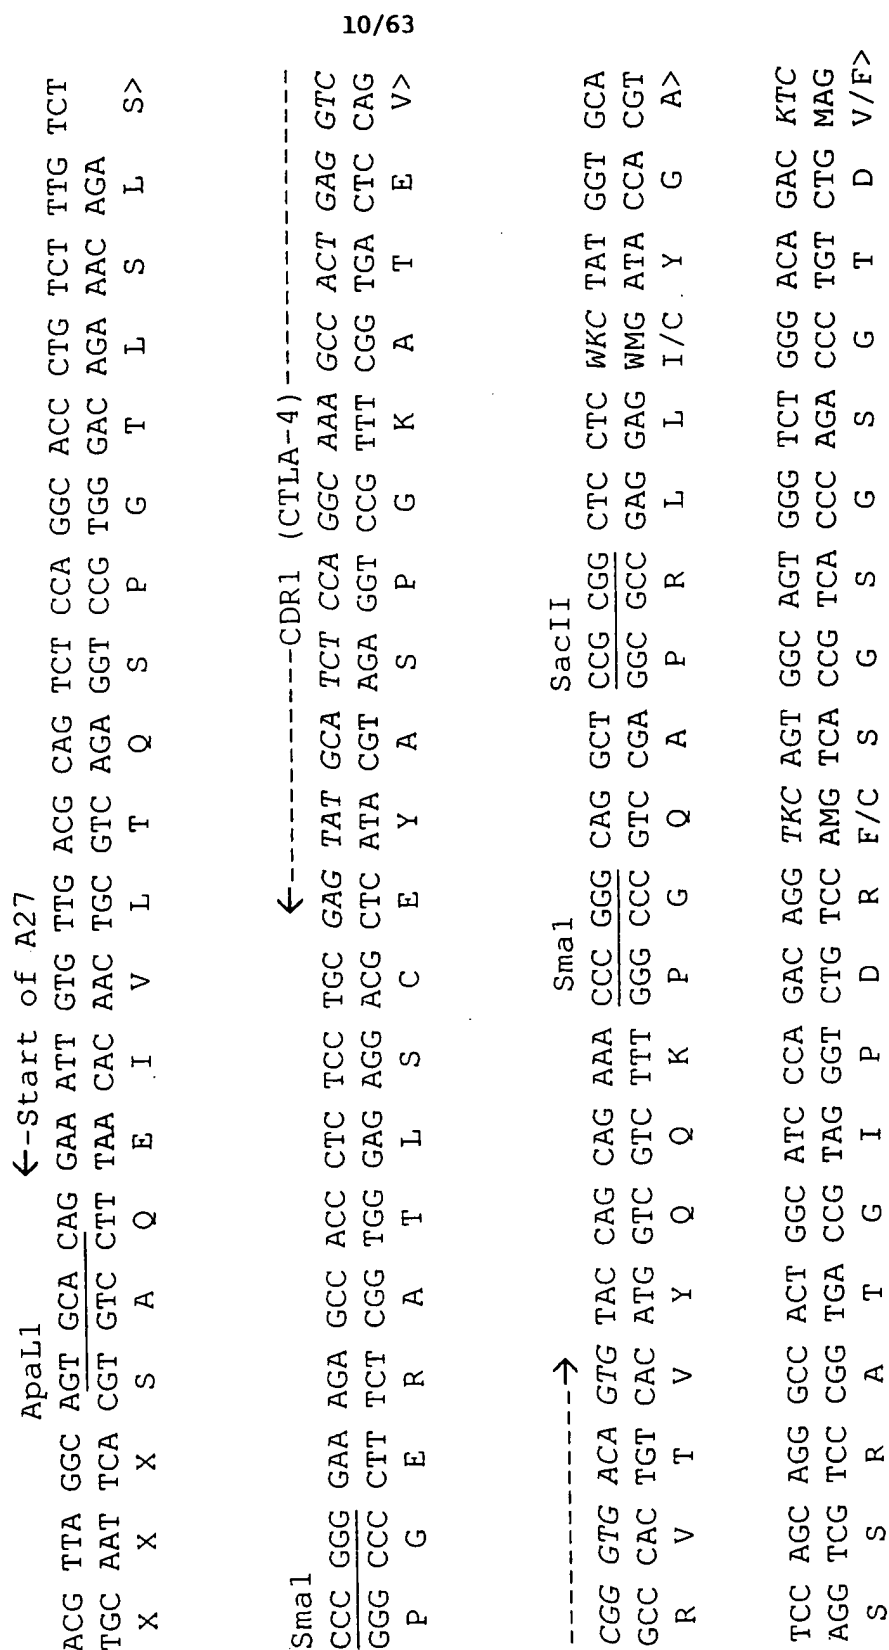 10/63
ApaL1 ←-Start of A27
ACG TTA GGC AGT GCA CAG GAA ATT GTG TTG ACG CAG TCT CCA GGC ACC CTG TCT TTG TCT
TGC AAT TCA CGT GTC CTT TAA CAC AAC TGC GTC AGA GGT CCG TGG GAC AGA AAC AGA
X X X S A Q E I V L T Q S P G T L S L S>
Sma1 ←-----------CDR1 (CTLA-4)--------------------
CCC GGG GAA AGA GCC ACC CTC TCC TGC GAG TAT GCA TCT CCA GGC AAA GCC ACT GAG GTC
GGG CCC CTT TCT CGG TGG GAG AGG ACG CTC ATA CGT AGA GGT CCG TTT CGG TGA CTC CAG
P G E R A T L S C E Y A S P G K A T E V>
------------→ Sma1 SacII
CGG GTG ACA GTG TAC CAG CAG AAA CCC GGG CAG GCT CCG CGG CTC CTC WKC TAT GGT GCA
GCC CAC TGT CAC ATG GTC GTC TTT GGG CCC GTC CGA GGC GCC GAG GAG WMG ATA CCA CGT
R V T V Y Q Q K P G Q A P R L L I/C Y G A>
TCC AGC AGG GCC ACT GGC ATC CCA GAC AGG TKC AGT GGC AGT GGG TCT GGG ACA GAC KTC
AGG TCG TCC CGG TGA CCG TAG GGT CTG TCC AMG TCA CCG TCA CCC AGA CCC TGT CTG MAG
S S R A T G I P D R F/C S G S G S G T D V/F>